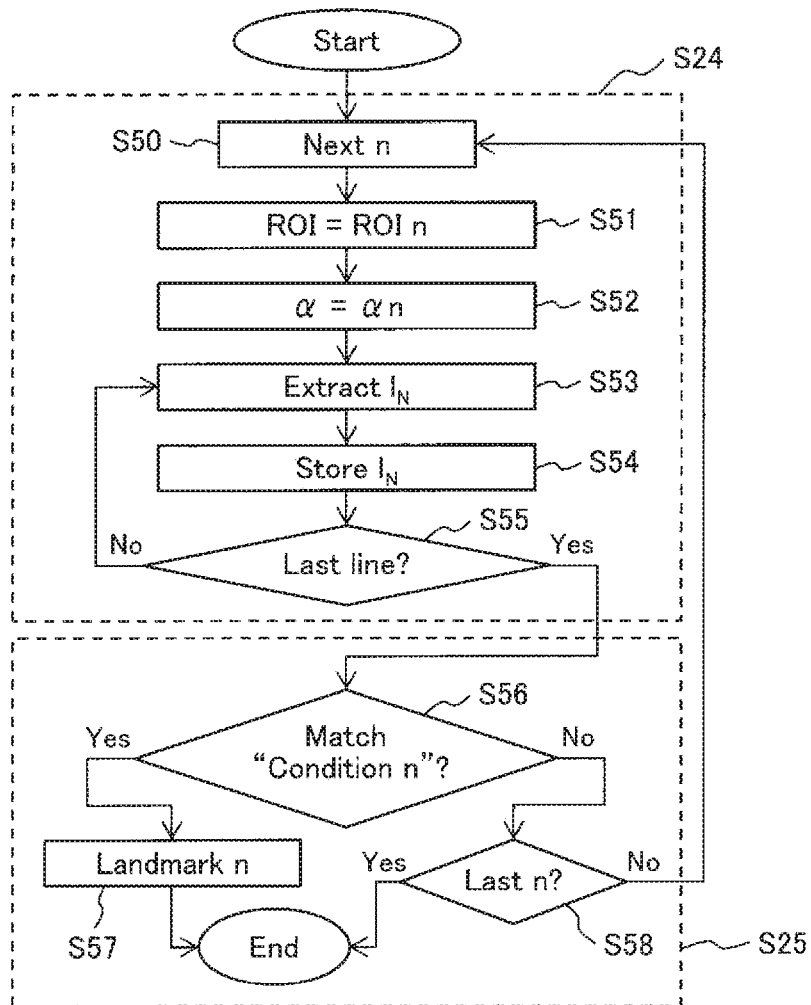 Start
S24
S50
Next n
ROI = ROI n
S51
α = α n
S52
Extract I_N
S53
Store I_N
S54
S55
No
Last line?
Yes
S56
Yes
Match
“Condition n”?
No
Landmark n
S57
End
Yes
Last n?
No
S58
S25